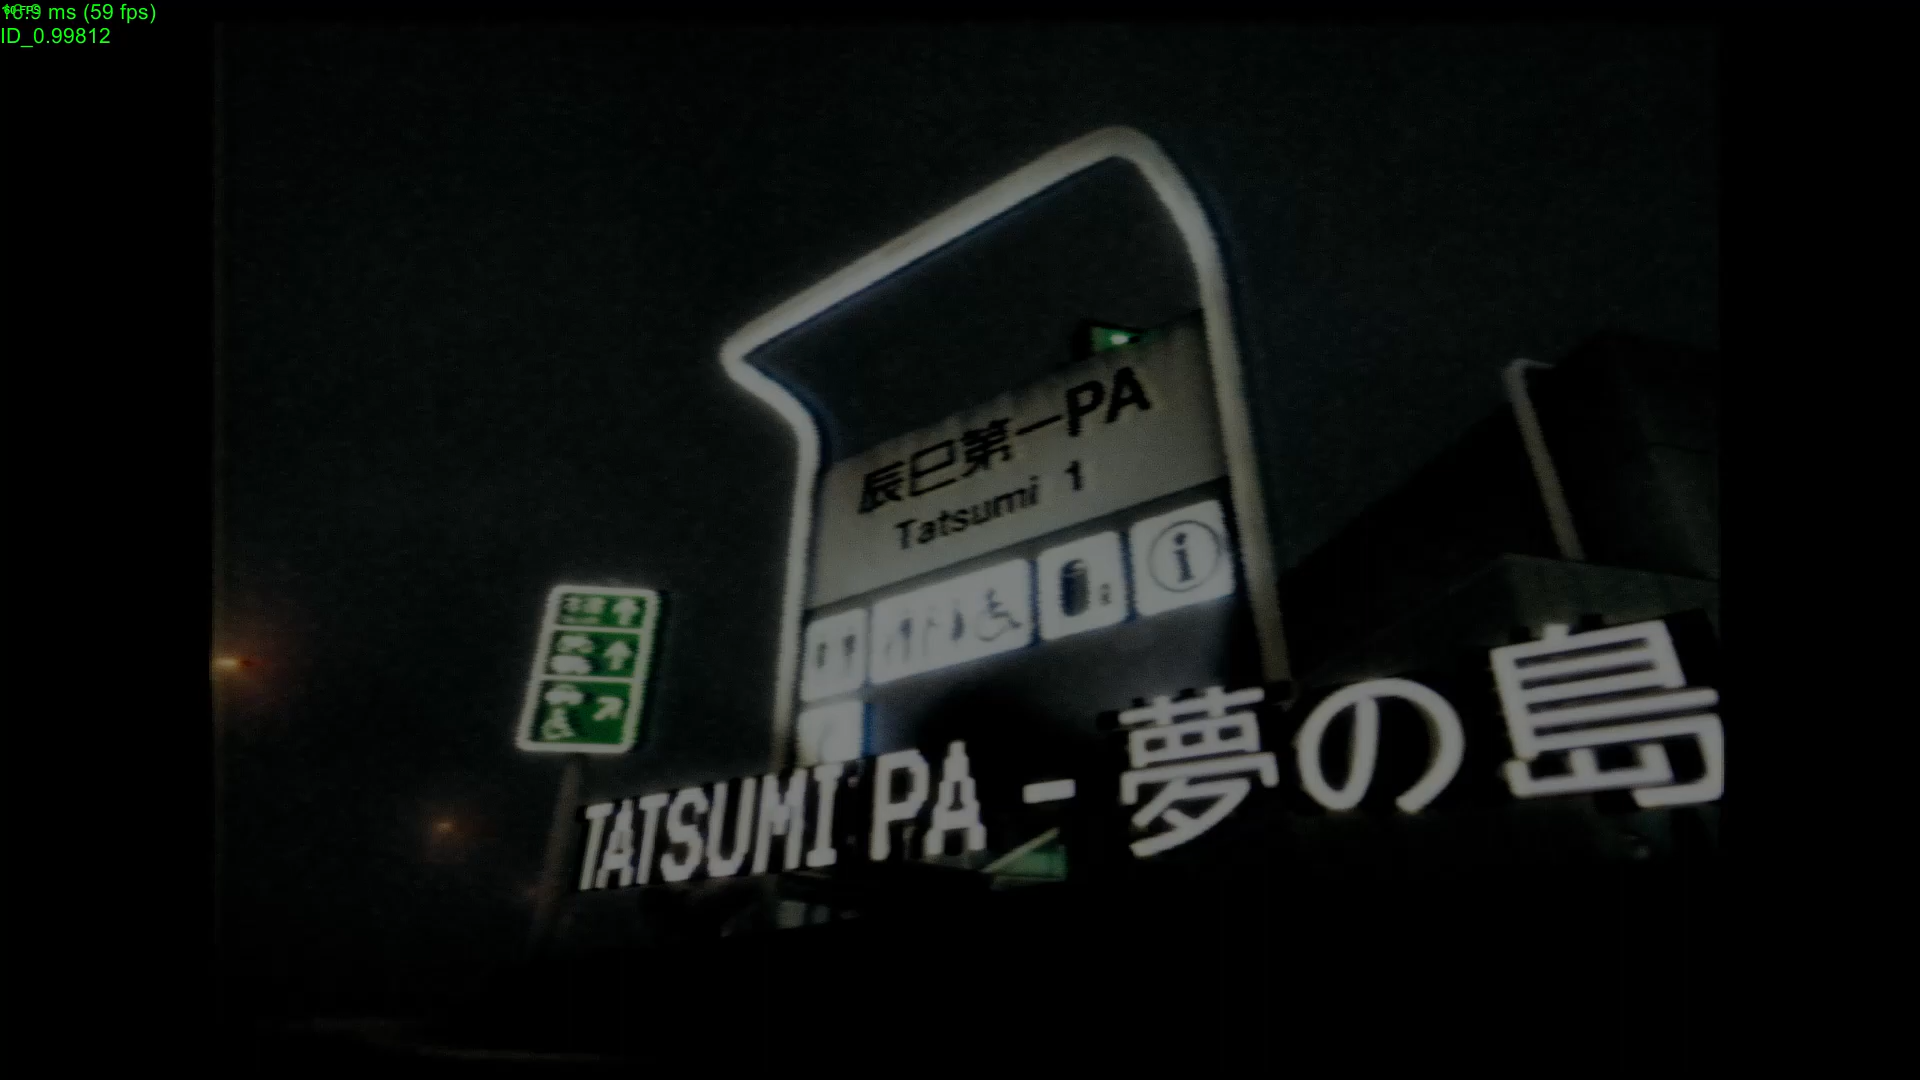 16.9 ms (59 fps)
ID_0.99812
辰巳第一PA
Tatsumi 1
i
TATSUMI PA - 夢の島